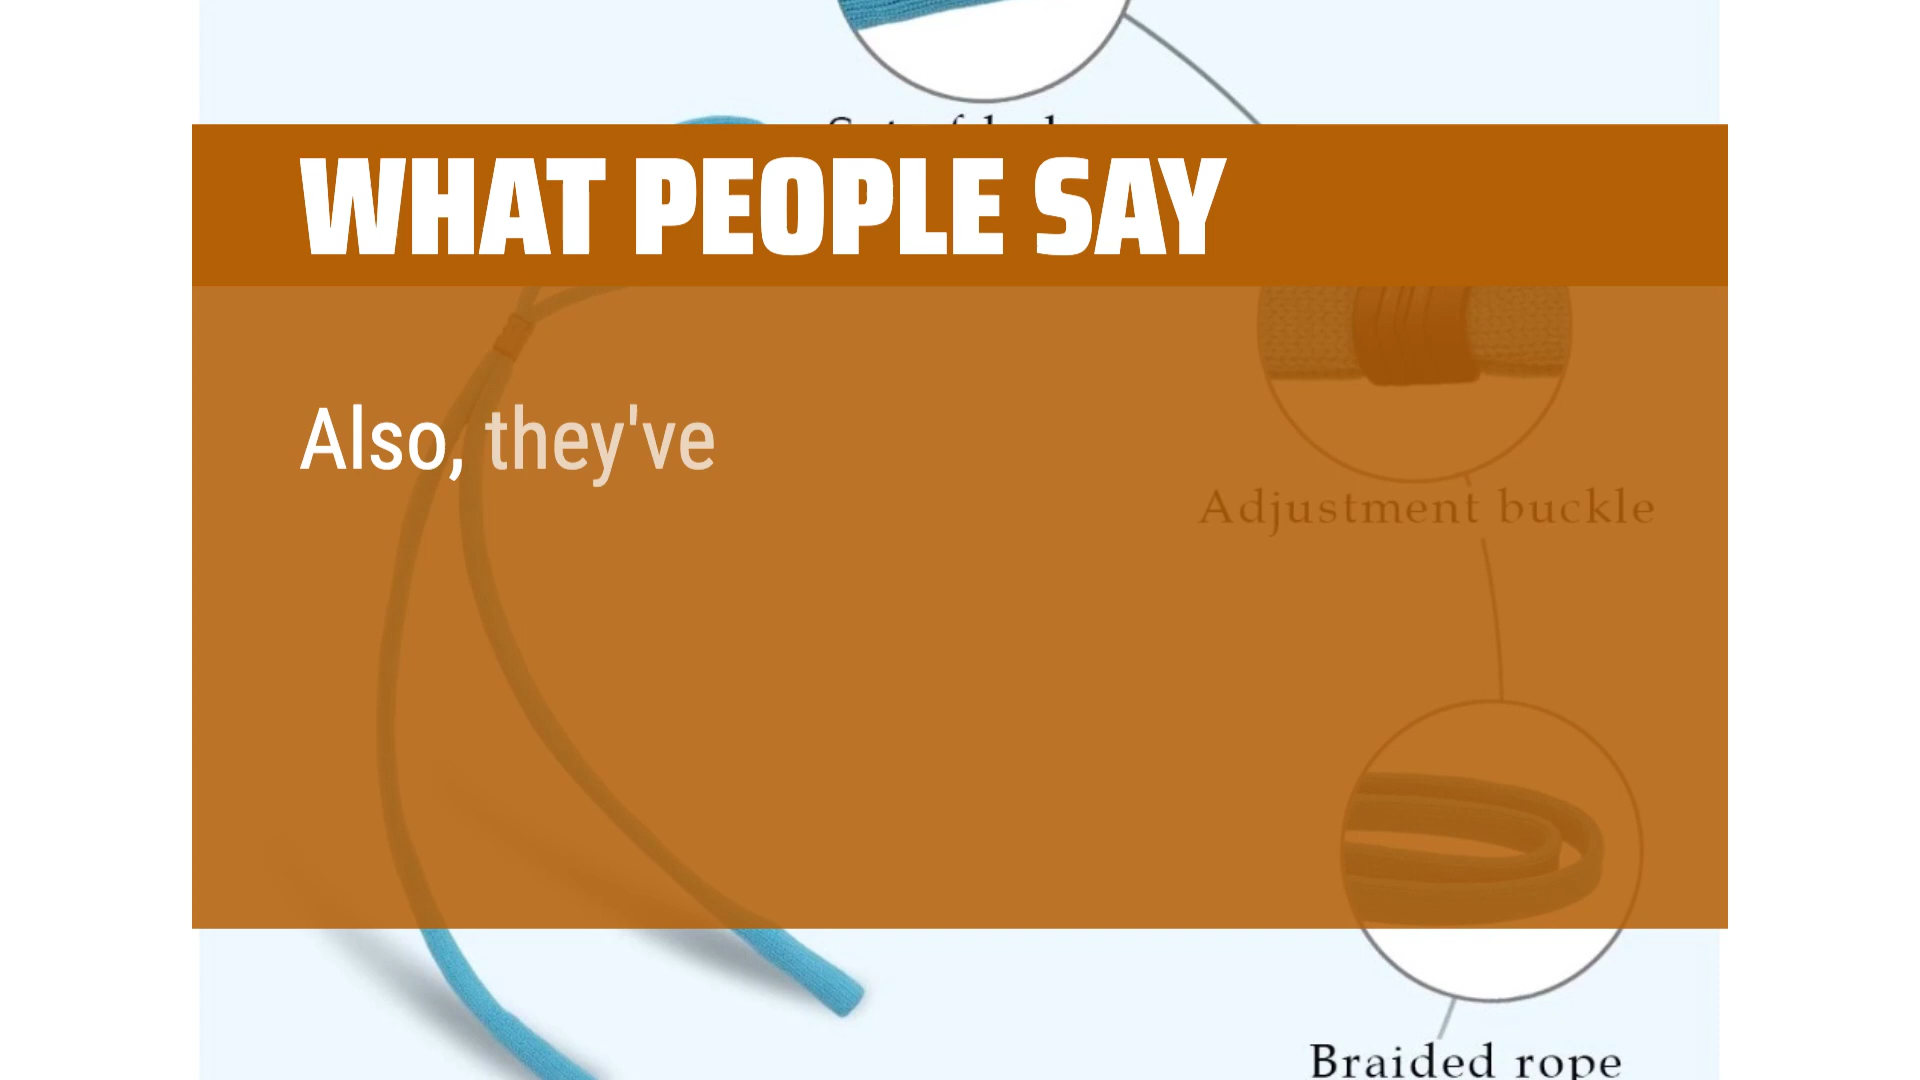 WHAT PEOPLE SAY
Also, they've
Adjustment buckle
Braided rope